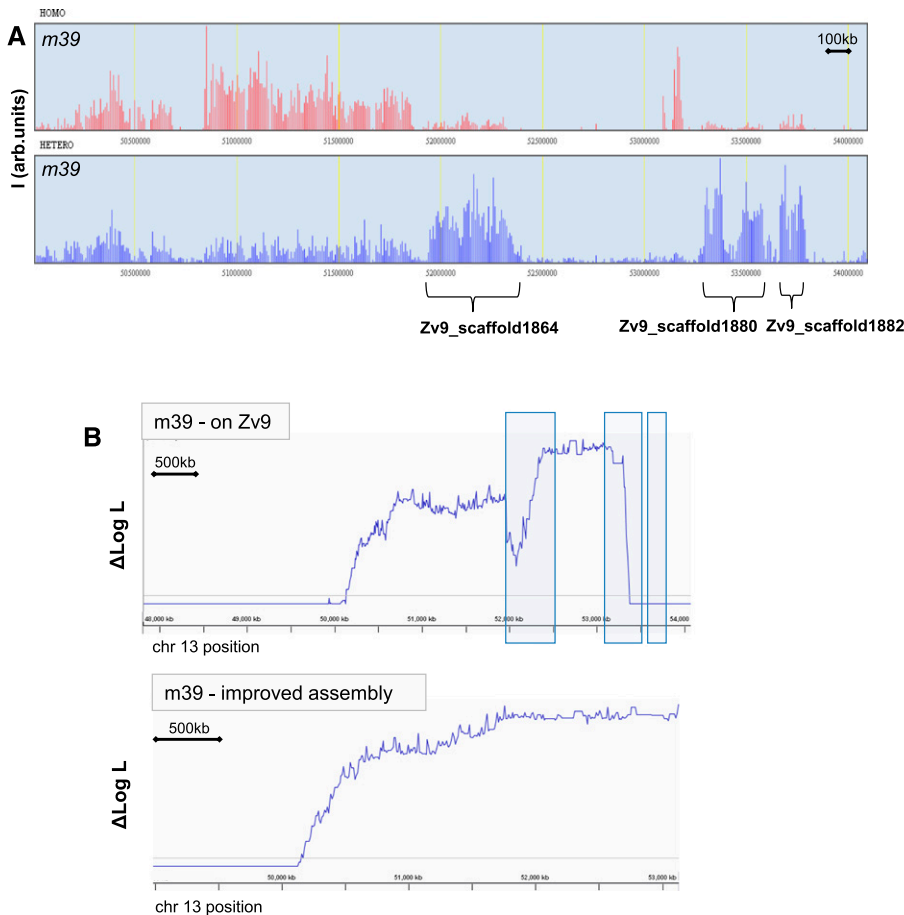 HOMO
A
m39
100kb
50500000 51000000 51500000 52000000 52500000 53000000 53500000 54000000
HETERO
m39
I (arb.units)
50500000 51000000 51500000 52000000 52500000 53000000 53500000 54000000
Zv9_scaffold1864 Zv9_scaffold1880 Zv9_scaffold1882
B
m39 - on Zv9
500kb
ΔLog L
48,000 kb 49,000 kb 50,000 kb 51,000 kb 52,000 kb 53,000 kb 54,000
chr 13 position
m39 - improved assembly
500kb
ΔLog L
50,000 kb 51,000 kb 52,000 kb 53,000 kb
chr 13 position